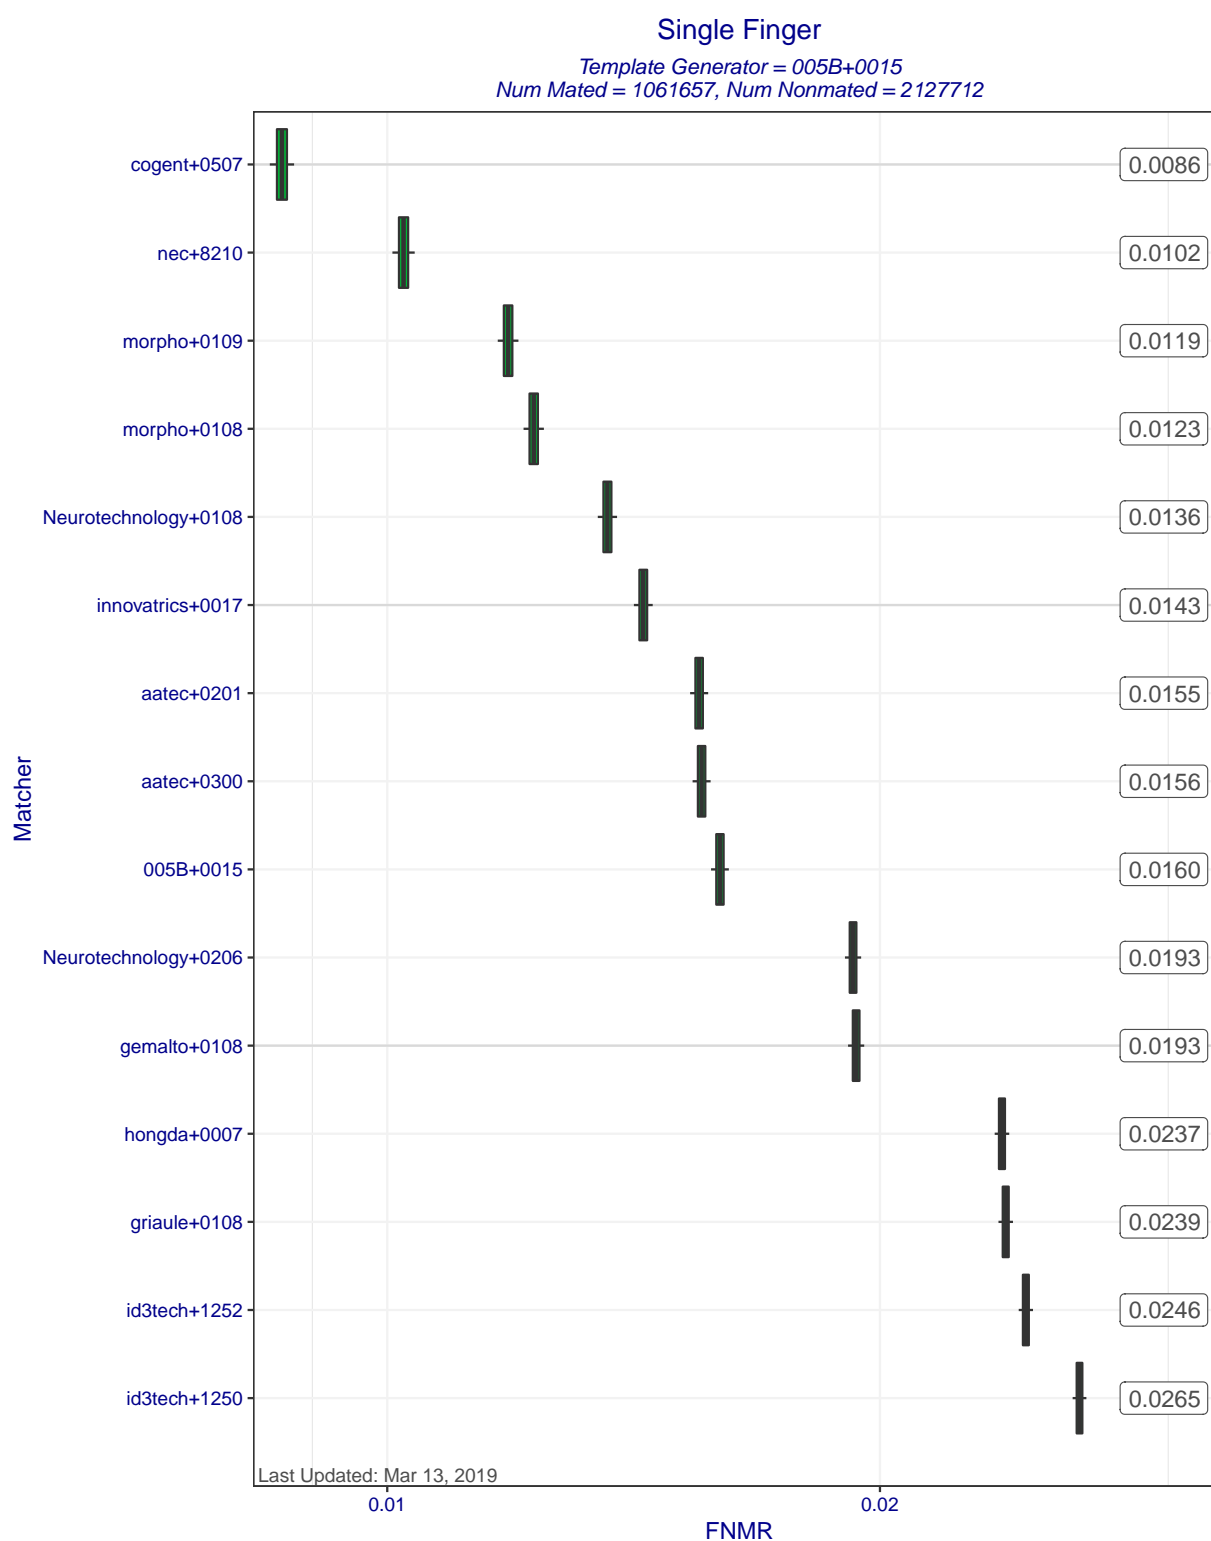 Single Finger
Template Generator = 005B+0015
Num Mated = 1061657, Num Nonmated = 2127712
cogent+0507 0.0086
nec+8210 0.0102
morpho+0109 0.0119
morpho+0108 0.0123
Neurotechnology+0108 0.0136
innovatrics+0017 0.0143
aatec+0201 0.0155
aatec+0300 0.0156
005B+0015 0.0160
Neurotechnology+0206 0.0193
gemalto+0108 0.0193
hongda+0007 0.0237
griaule+0108 0.0239
id3tech+1252 0.0246
id3tech+1250 0.0265
Matcher
Last Updated: Mar 13, 2019
0.01 0.02
FNMR